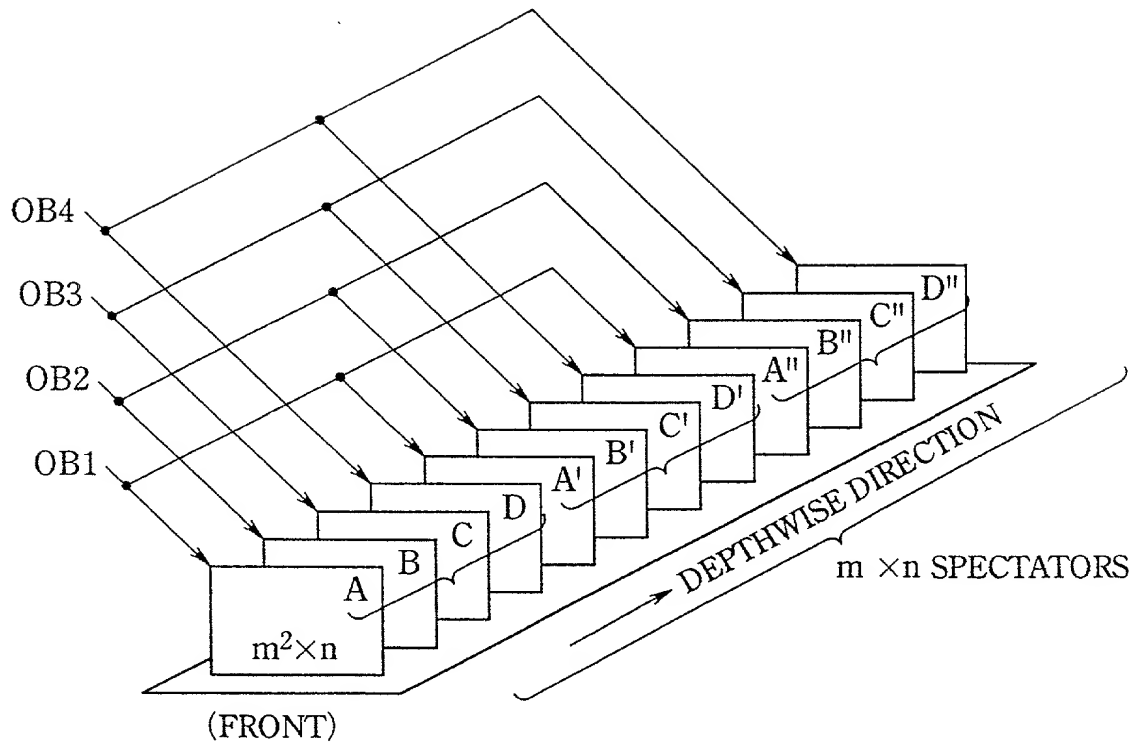 OB4
OB3
OB2
OB1
D"
C"
B"
A"
D'
C'
B'
A'
D
C
B
A
m²×n
DEPTHWISE DIRECTION
m ×n SPECTATORS
(FRONT)